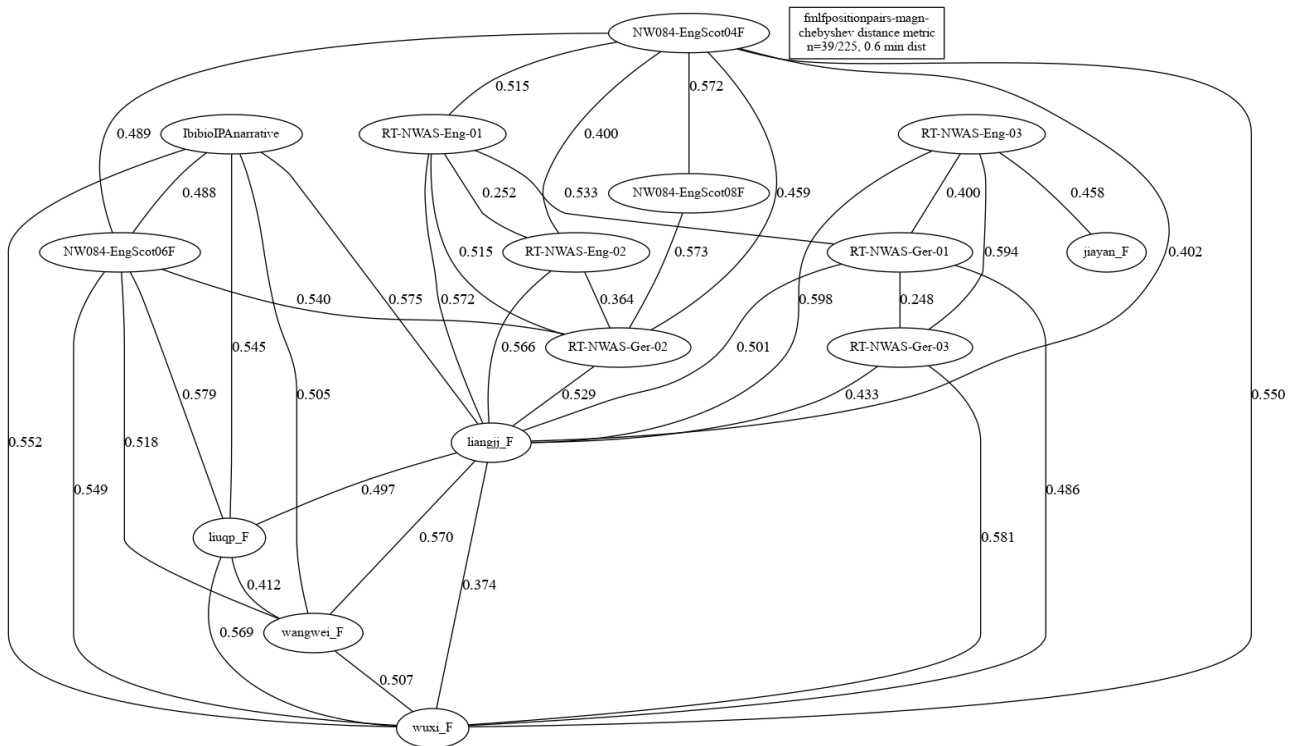 NW084-EngScot04F
fmlfpositionpairs-magn-
chebyshev distance metric
n=39/225, 0.6 min dist
0.515
0.572
0.489
IbibioIPAnarrative
RT-NWAS-Eng-01
0.400
RT-NWAS-Eng-03
0.488
0.252
0.533
NW084-EngScot08F
0.459
0.400
0.458
NW084-EngScot06F
0.515
RT-NWAS-Eng-02
0.573
RT-NWAS-Ger-01
0.594
jiayan_F
0.402
0.540
0.575
0.572
0.364
0.598
0.248
0.545
0.566
RT-NWAS-Ger-02
0.501
RT-NWAS-Ger-03
0.579
0.505
0.529
0.433
0.550
0.552
0.518
liangjj_F
0.549
0.497
0.486
liuqp_F
0.570
0.581
0.412
0.374
0.569
wangwei_F
0.507
wuxi_F